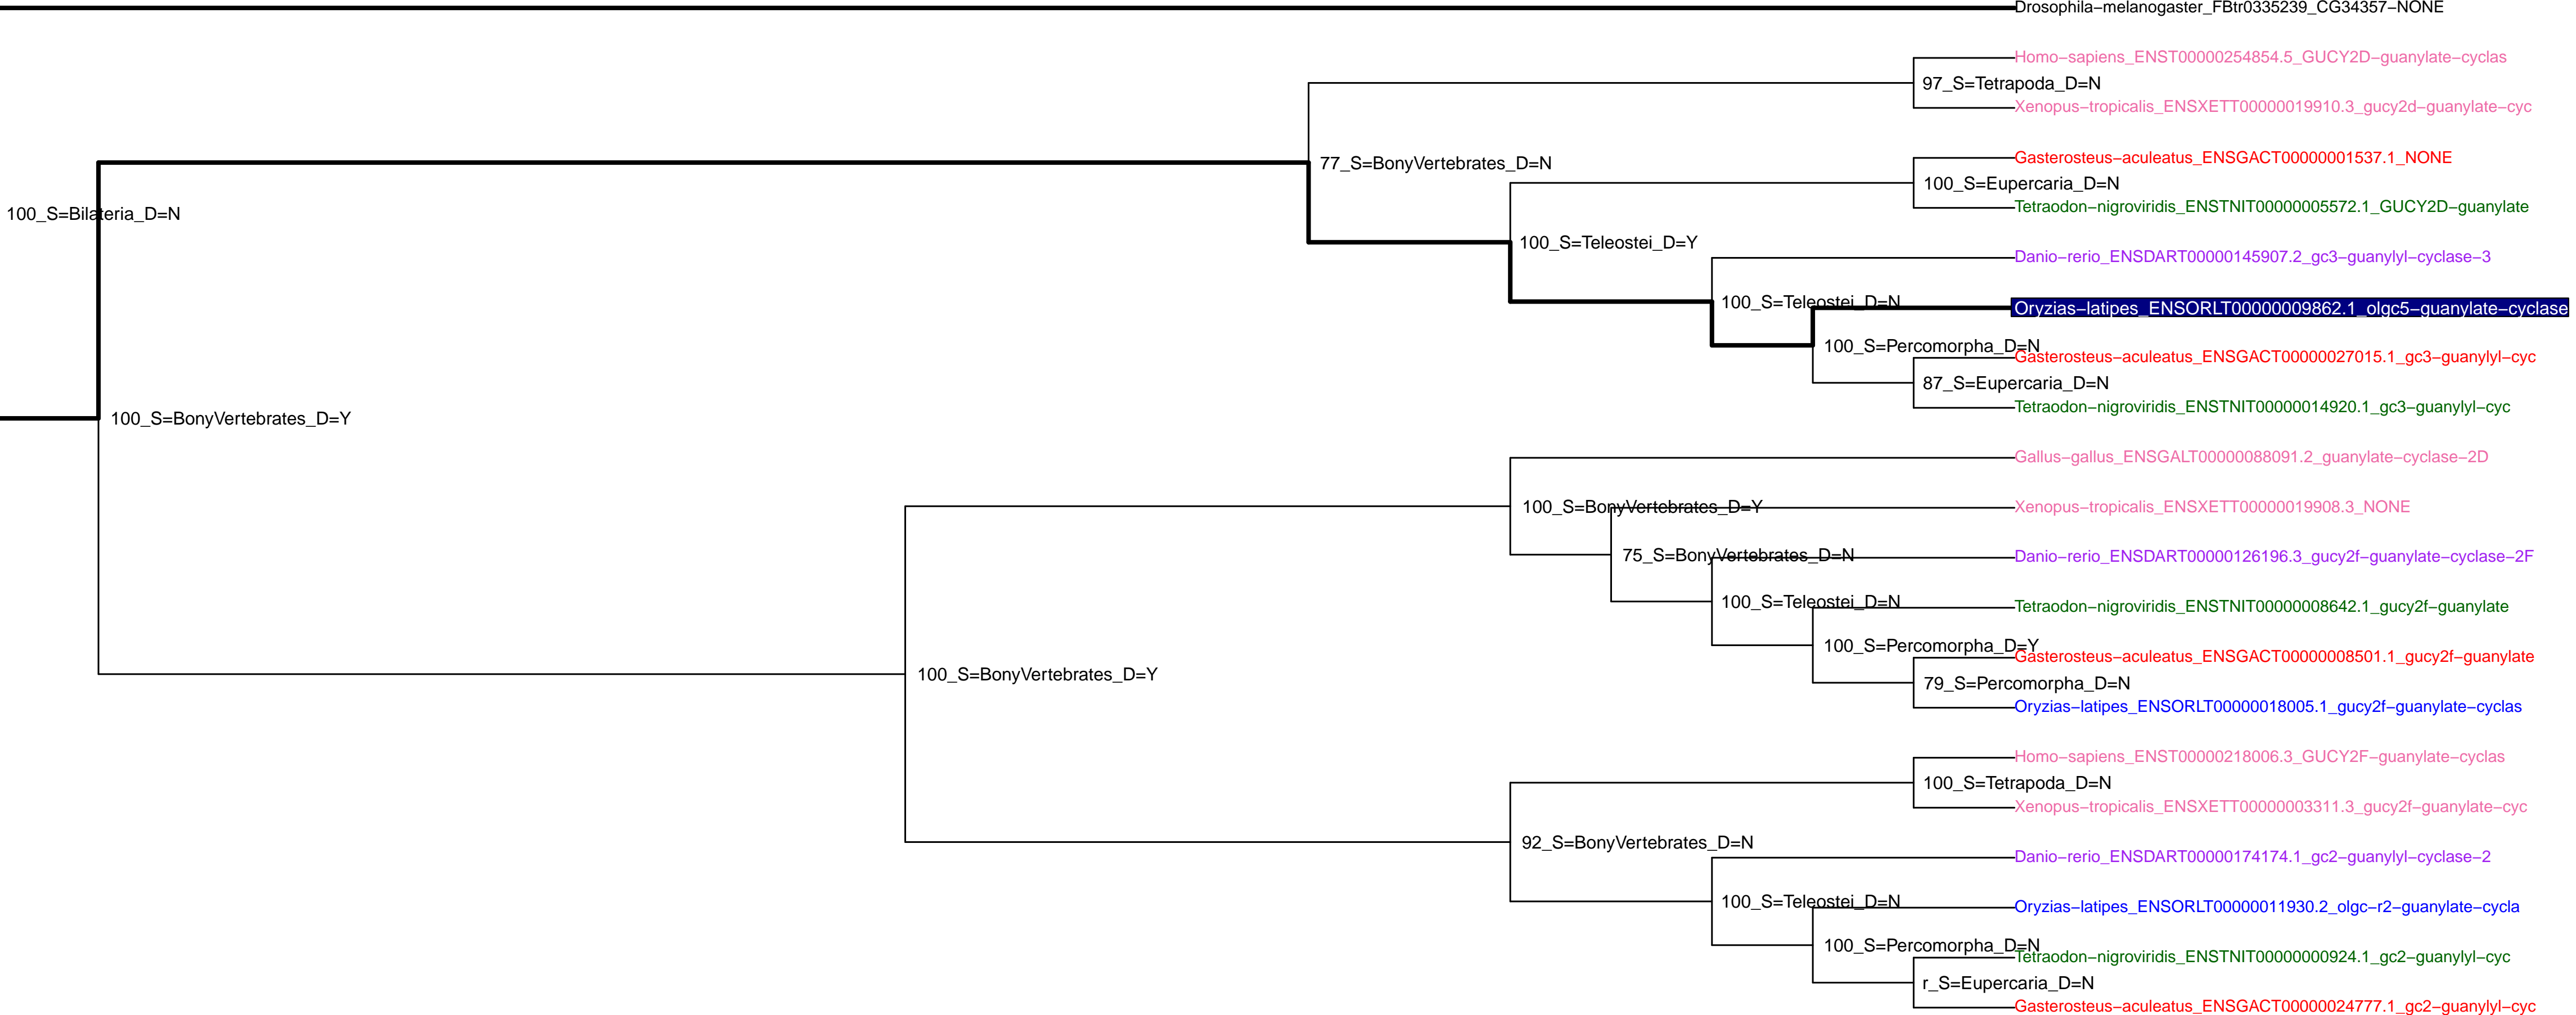 Drosophila−melanogaster_FBtr0335239_CG34357−NONE
Homo−sapiens_ENST00000254854.5_GUCY2D−guanylate−cyclas
97_S=Tetrapoda_D=N
Xenopus−tropicalis_ENSXETT00000019910.3_gucy2d−guanylate−cyc
Gasterosteus−aculeatus_ENSGACT00000001537.1_NONE
77_S=BonyVertebrates_D=N
100_S=Eupercaria_D=N
Tetraodon−nigroviridis_ENSTNIT00000005572.1_GUCY2D−guanylate
100_S=Bilateria_D=N
100_S=Teleostei_D=Y
Danio−rerio_ENSDART00000145907.2_gc3−guanylyl−cyclase−3
100_S=Teleostei_D=N
Oryzias−latipes_ENSORLT00000009862.1_olgc5−guanylate−cyclase
100_S=Percomorpha_D=N
Gasterosteus−aculeatus_ENSGACT00000027015.1_gc3−guanylyl−cyc
87_S=Eupercaria_D=N
Tetraodon−nigroviridis_ENSTNIT00000014920.1_gc3−guanylyl−cyc
100_S=BonyVertebrates_D=Y
Gallus−gallus_ENSGALT00000088091.2_guanylate−cyclase−2D
100_S=BonyVertebrates_D=Y
Xenopus−tropicalis_ENSXETT00000019908.3_NONE
75_S=BonyVertebrates_D=N
Danio−rerio_ENSDART00000126196.3_gucy2f−guanylate−cyclase−2F
100_S=Teleostei_D=N
Tetraodon−nigroviridis_ENSTNIT00000008642.1_gucy2f−guanylate
100_S=Percomorpha_D=Y
Gasterosteus−aculeatus_ENSGACT00000008501.1_gucy2f−guanylate
100_S=BonyVertebrates_D=Y
79_S=Percomorpha_D=N
Oryzias−latipes_ENSORLT00000018005.1_gucy2f−guanylate−cyclas
Homo−sapiens_ENST00000218006.3_GUCY2F−guanylate−cyclas
100_S=Tetrapoda_D=N
Xenopus−tropicalis_ENSXETT00000003311.3_gucy2f−guanylate−cyc
92_S=BonyVertebrates_D=N
Danio−rerio_ENSDART00000174174.1_gc2−guanylyl−cyclase−2
100_S=Teleostei_D=N
Oryzias−latipes_ENSORLT00000011930.2_olgc−r2−guanylate−cycla
100_S=Percomorpha_D=N
Tetraodon−nigroviridis_ENSTNIT00000000924.1_gc2−guanylyl−cyc
r_S=Eupercaria_D=N
Gasterosteus−aculeatus_ENSGACT00000024777.1_gc2−guanylyl−cyc